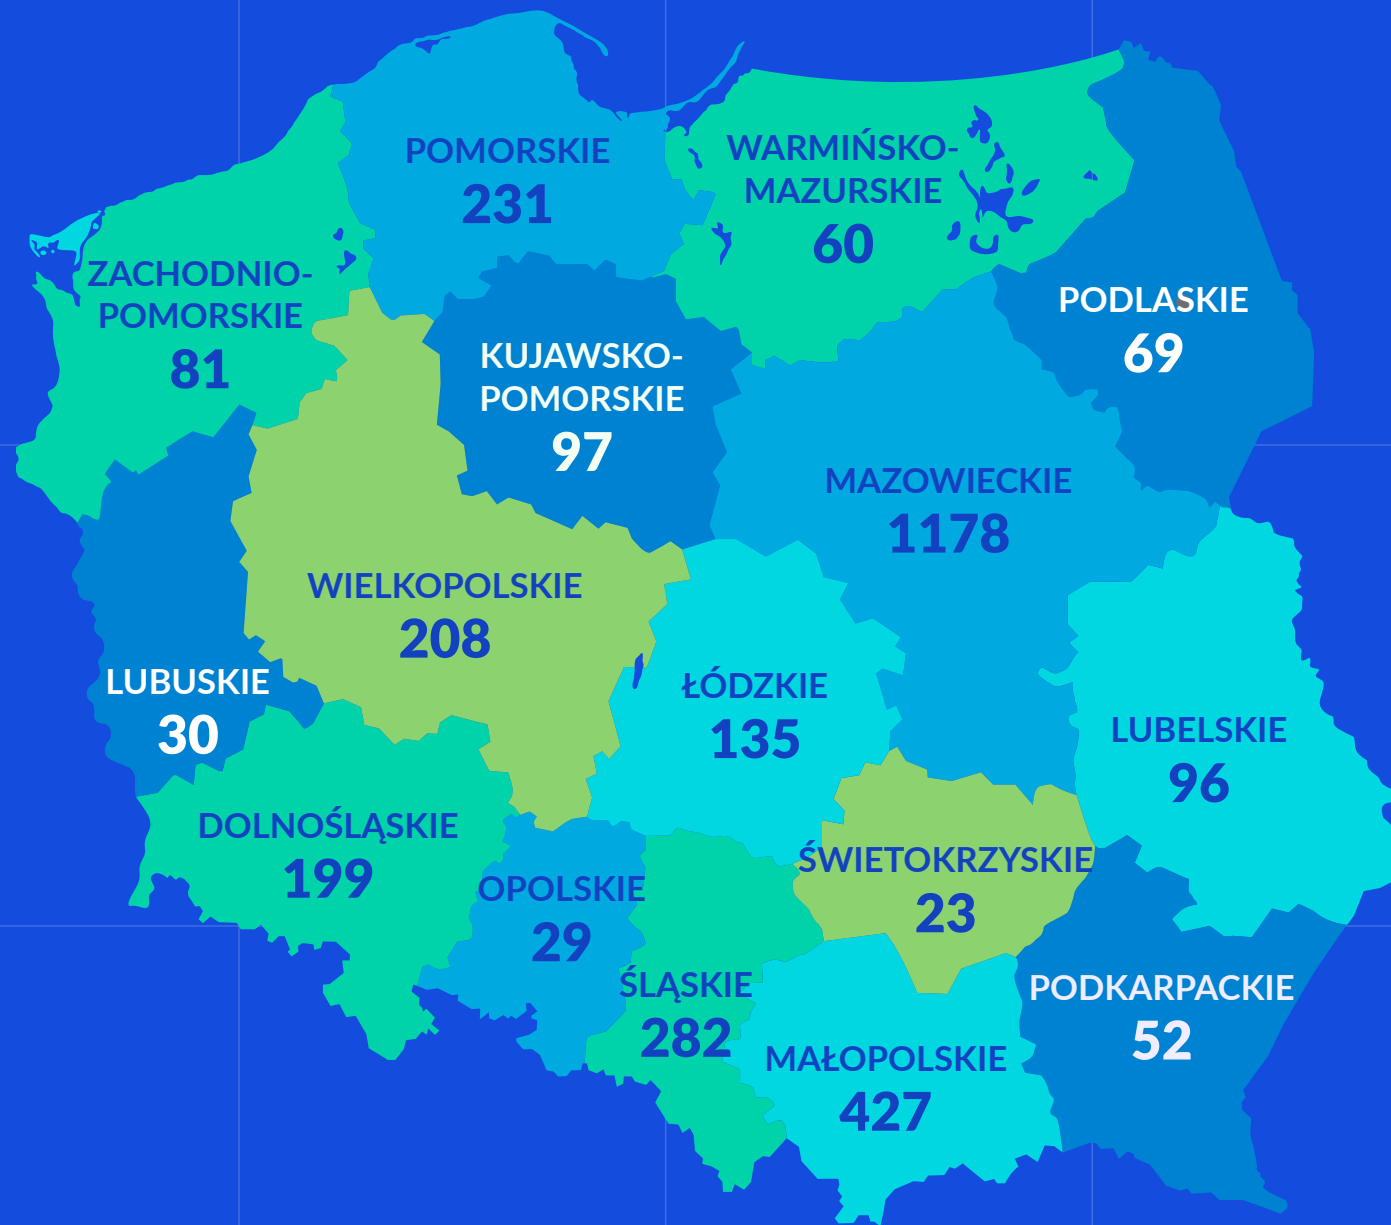 POMORSKIE
231
WARMIŃSKO-
MAZURSKIE
60
ZACHODNIO-
POMORSKIE
81
PODLASKIE
69
KUJAWSKO-
POMORSKIE
97
MAZOWIECKIE
1178
WIELKOPOLSKIE
208
LUBUSKIE
30
ŁÓDZKIE
135
LUBELSKIE
96
DOLNOŚLĄSKIE
199
ŚWIETOKRZYSKIE
23
OPOLSKIE
29
ŚLĄSKIE
282
PODKARPACKIE
52
MAŁOPOLSKIE
427